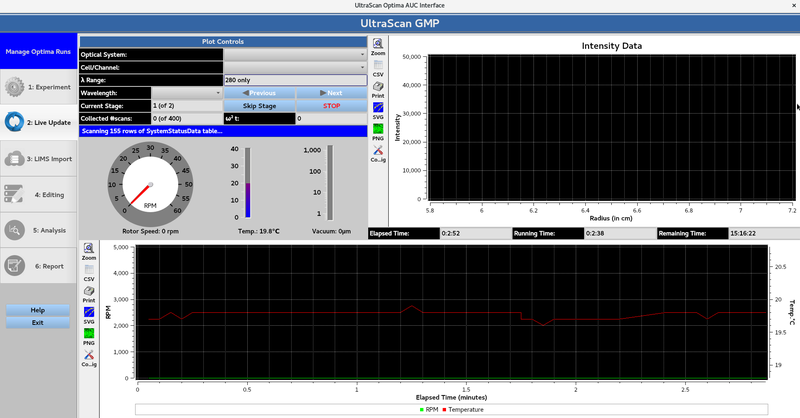 UltraScan Optima AUC Interface
UltraScan GMP
Manage Optima Runs
1: Experiment
2: Live Update
3: LIMS Import
4: Editing
5: Analysis
6: Report
Help
Exit
Plot Controls
Optical System:
Cell/Channel:
λ Range: 280 only
Wavelength: Previous Next
Current Stage: 1 (of 2) Skip Stage STOP
Collected #scans: 0 (of 400) ω² t: 0
Scanning 155 rows of SystemStatusData table...
0 5 10 15 20 25 30 35 40 45 50 55 60
RPM
Rotor Speed: 0 rpm
40
30
20
10
0
Temp.: 19.8°C
1,000
100
10
1
Vacuum: 0μm
Zoom
CSV
Print
SVG
PNG
Co...ig
Intensity Data
50,000
40,000
30,000
20,000
10,000
0
Intensity
5.8 6 6.2 6.4 6.6 6.8 7 7.2
Radius (in cm)
Elapsed Time: 0:2:52 Running Time: 0:2:38 Remaining Time: 15:16:22
Zoom
CSV
Print
SVG
PNG
Co...ig
5,000
4,000
3,000
2,000
1,000
0
RPM
20.5
20
19.5
19
Temp. °C
0 0.5 1 1.5 2 2.5
Elapsed Time (minutes)
RPM Temperature